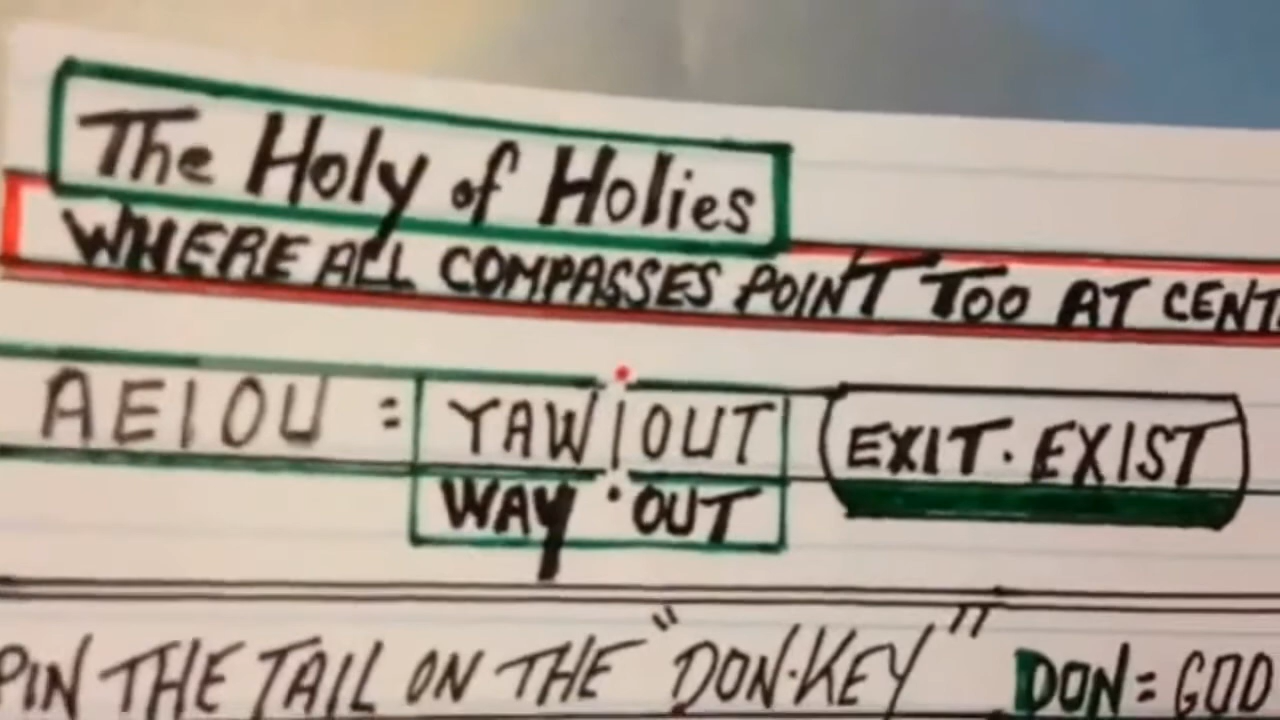 The Holy of Holies
WHERE ALL COMPASSES POINT TOO AT CENT
AEIOU = YAW|OUT EXIT. EXIST
WAY • OUT
PIN THE TAIL ON THE "DON.KEY" DON = GOD